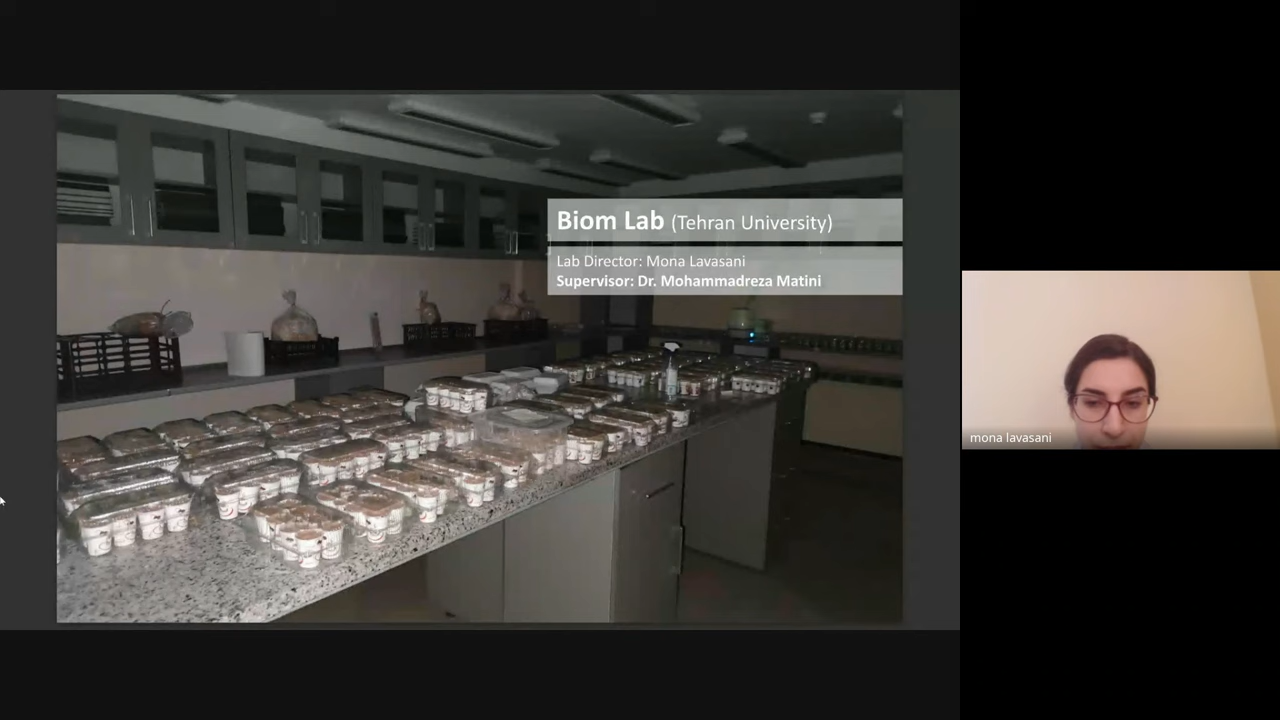 Biom Lab (Tehran University)
Lab Director: Mona Lavasani
Supervisor: Dr. Mohammadreza Matini
mona lavasani